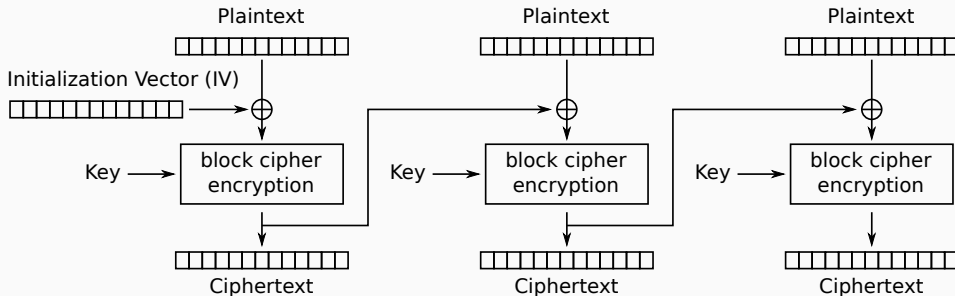 Plaintext
Plaintext
Plaintext
Initialization Vector (IV)
Key
block cipher
encryption
Key
block cipher
encryption
Key
block cipher
encryption
Ciphertext
Ciphertext
Ciphertext